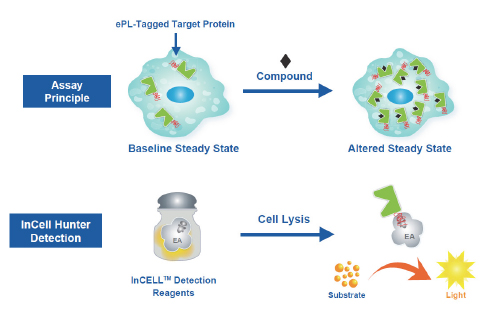 ePL-Tagged Target Protein
Assay
Principle
Compound
Baseline Steady State
Altered Steady State
InCell Hunter
Detection
EA
Cell Lysis
EA
InCELL™ Detection
Reagents
Substrate
Light